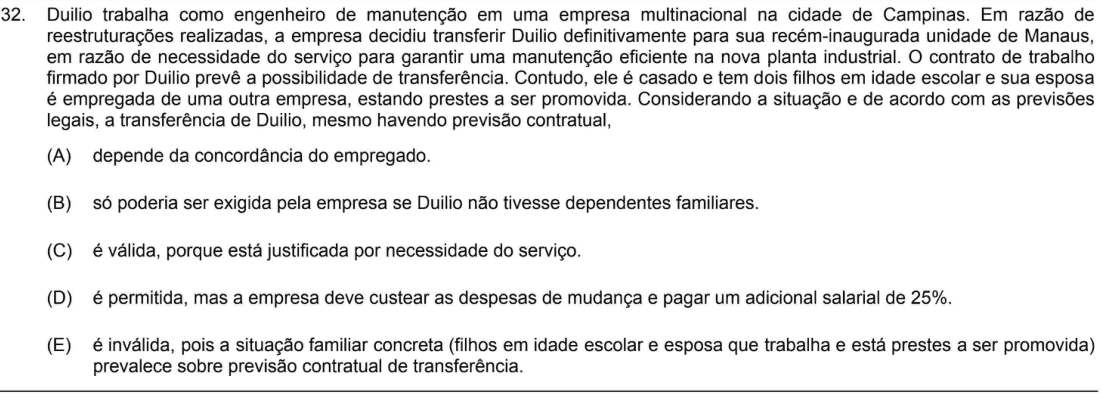 32. Duilio trabalha como engenheiro de manutenção em uma empresa multinacional na cidade de Campinas. Em razão de
reestruturações realizadas, a empresa decidiu transferir Duilio definitivamente para sua recém-inaugurada unidade de Manaus,
em razão de necessidade do serviço para garantir uma manutenção eficiente na nova planta industrial. O contrato de trabalho
firmado por Duilio prevê a possibilidade de transferência. Contudo, ele é casado e tem dois filhos em idade escolar e sua esposa
é empregada de uma outra empresa, estando prestes a ser promovida. Considerando a situação e de acordo com as previsões
legais, a transferência de Duilio, mesmo havendo previsão contratual,
(A) depende da concordância do empregado.
(B) só poderia ser exigida pela empresa se Duilio não tivesse dependentes familiares.
(C) é válida, porque está justificada por necessidade do serviço.
(D) é permitida, mas a empresa deve custear as despesas de mudança e pagar um adicional salarial de 25%.
(E) é inválida, pois a situação familiar concreta (filhos em idade escolar e esposa que trabalha e está prestes a ser promovida)
prevalece sobre previsão contratual de transferência.